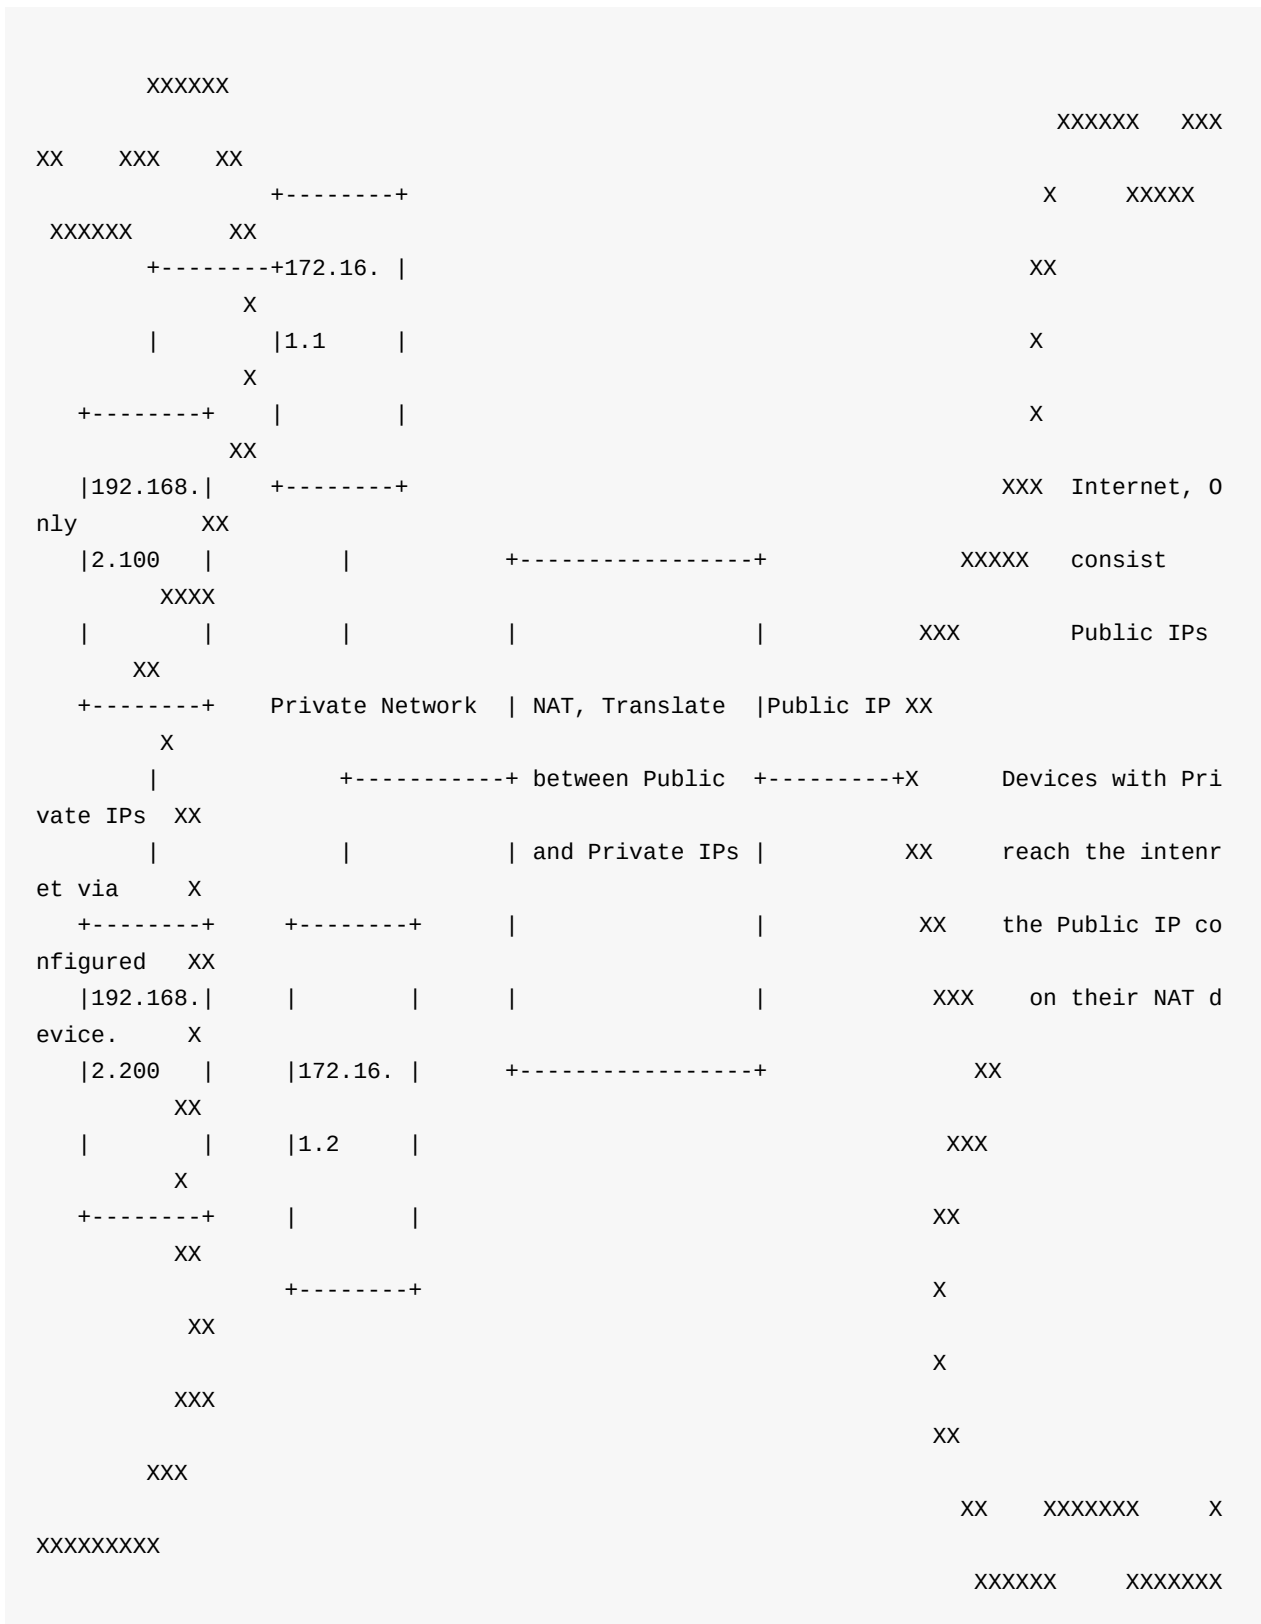 XXXXXX
                                                                          XXXXXX   XXX
XX    XXX    XX
                 +--------+                                              X     XXXXX
 XXXXXX       XX
        +--------+172.16. |                                             XX
               X
        |        |1.1     |                                             X
               X
   +--------+    |        |                                             X
              XX
   |192.168.|    +--------+                                           XXX  Internet, O
nly         XX
   |2.100   |         |           +-----------------+              XXXXX   consist
         XXXX
   |        |         |           |                 |           XXX        Public IPs
       XX
   +--------+    Private Network  | NAT, Translate  |Public IP XX
         X
        |             +-----------+ between Public  +---------+X      Devices with Pri
vate IPs  XX
        |             |           | and Private IPs |          XX     reach the intenr
et via     X
   +--------+     +--------+      |                 |           XX    the Public IP co
nfigured   XX
   |192.168.|     |        |      |                 |            XXX    on their NAT d
evice.     X
   |2.200   |     |172.16. |      +-----------------+               XX
          XX
   |        |     |1.2     |                                      XXX
          X
   +--------+     |        |                                     XX
          XX
                  +--------+                                     X
           XX
                                                                 X
          XXX
                                                                 XX
        XXX
                                                                   XX    XXXXXXX     X
XXXXXXXXX
                                                                    XXXXXX     XXXXXXX